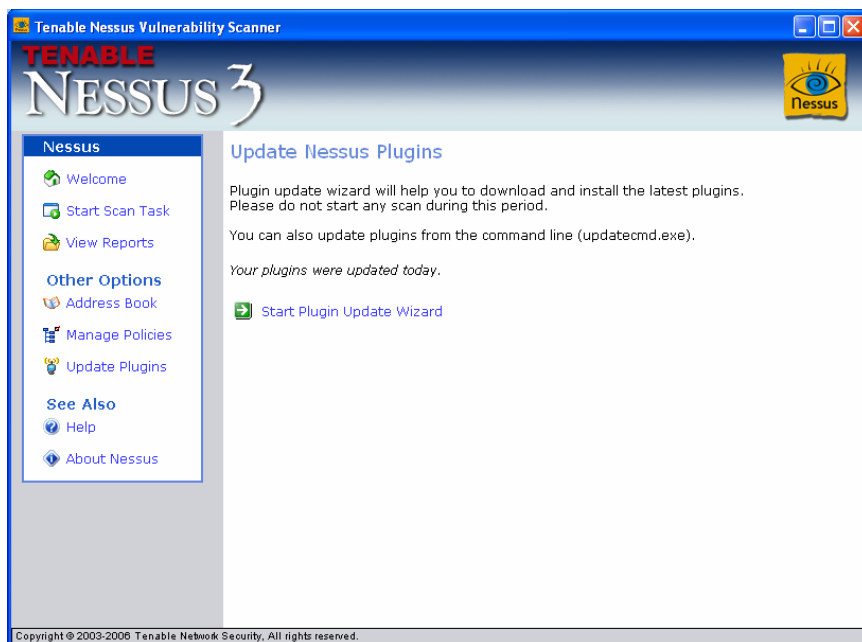 Tenable Nessus Vulnerability Scanner
TENABLE
NESSUS 3
Nessus
Nessus
Welcome
Start Scan Task
View Reports
Other Options
Address Book
Manage Policies
Update Plugins
See Also
Help
About Nessus
Update Nessus Plugins
Plugin update wizard will help you to download and install the latest plugins.
Please do not start any scan during this period.
You can also update plugins from the command line (updatecmd.exe).
Your plugins were updated today.
Start Plugin Update Wizard
Copyright © 2003-2006 Tenable Network Security, All rights reserved.